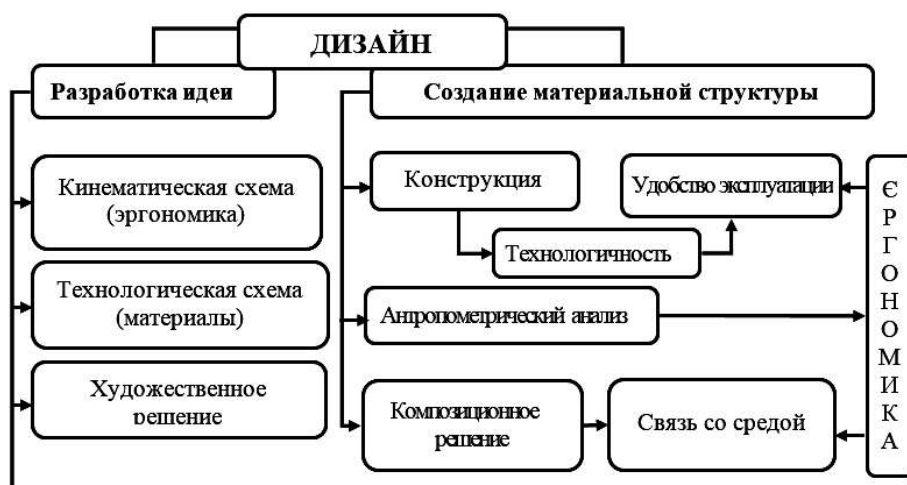 ДИЗАЙН
Разработка идеи
Создание материальной структуры
Кинематическая схема
(эргономика)
Технологическая схема
(материалы)
Художественное
решение
Конструкция
Удобство эксплуатации
Технологичность
Антропометрический анализ
Композиционное
решение
Связь со средой
ЄРГОНОМИКА